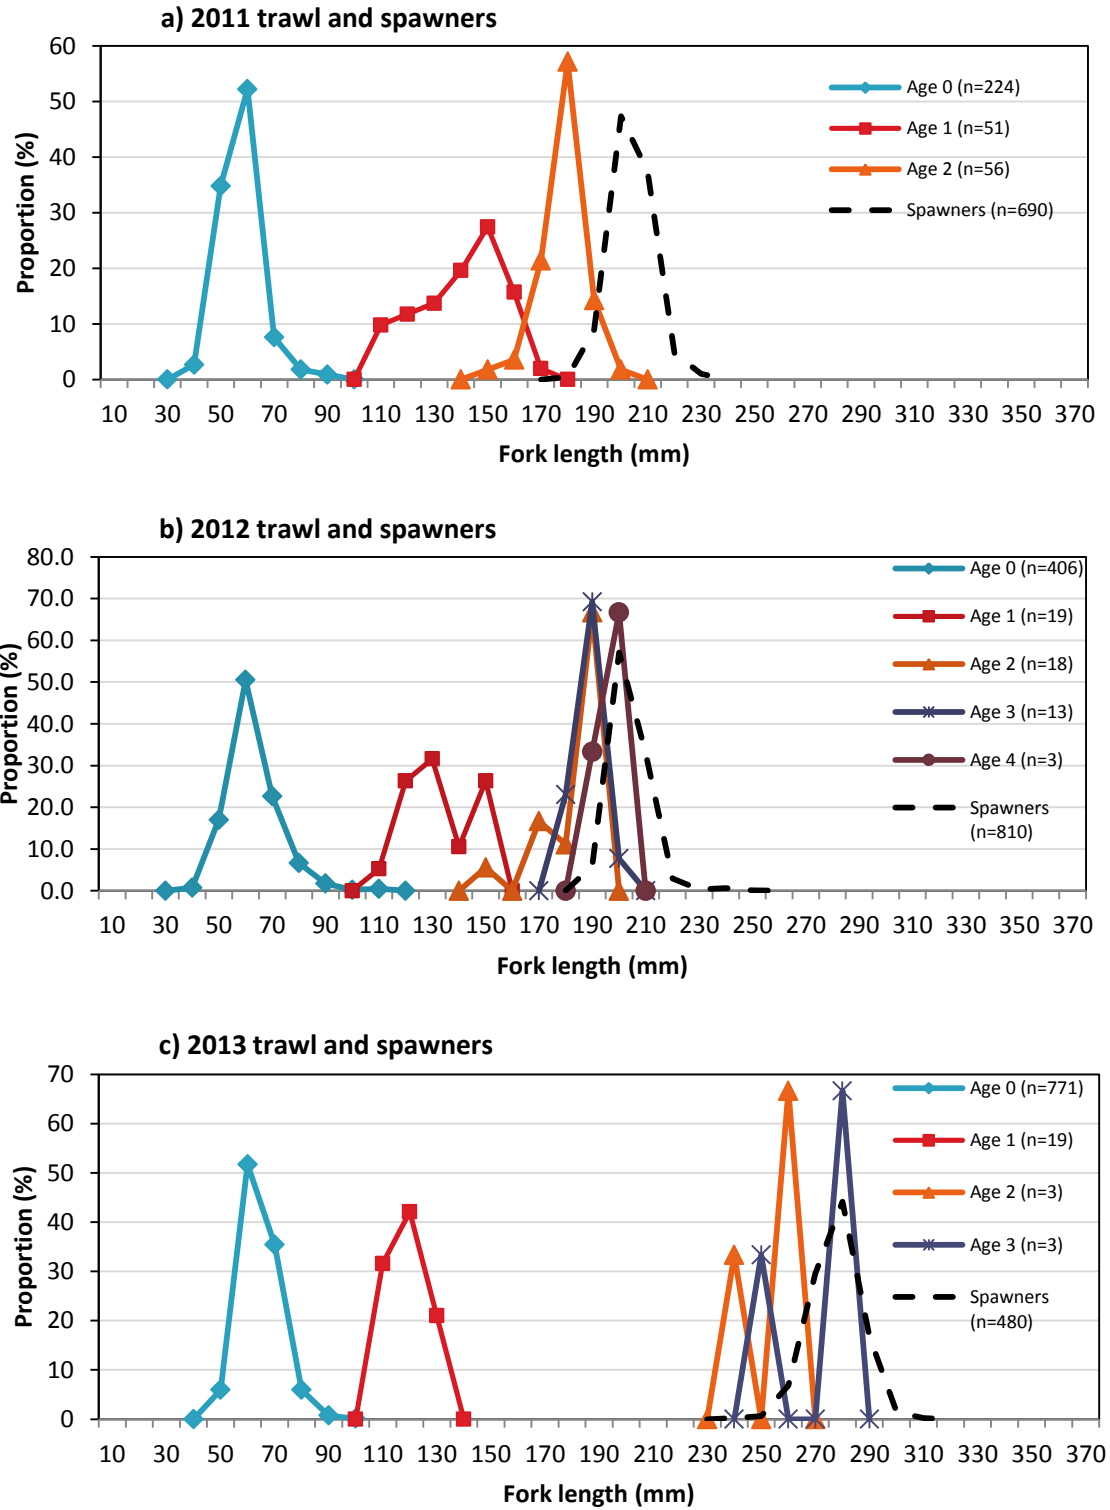 a) 2011 trawl and spawners
60
50
40
30
20
10
0
Proportion (%)
Age 0 (n=224)
Age 1 (n=51)
Age 2 (n=56)
Spawners (n=690)
10 30 50 70 90 110 130 150 170 190 210 230 250 270 290 310 330 350 370
Fork length (mm)
b) 2012 trawl and spawners
80.0
70.0
60.0
50.0
40.0
30.0
20.0
10.0
0.0
Proportion (%)
Age 0 (n=406)
Age 1 (n=19)
Age 2 (n=18)
Age 3 (n=13)
Age 4 (n=3)
Spawners
(n=810)
10 30 50 70 90 110 130 150 170 190 210 230 250 270 290 310 330 350 370
Fork length (mm)
c) 2013 trawl and spawners
70
60
50
40
30
20
10
0
Proportion (%)
Age 0 (n=771)
Age 1 (n=19)
Age 2 (n=3)
Age 3 (n=3)
Spawners
(n=480)
10 30 50 70 90 110 130 150 170 190 210 230 250 270 290 310 330 350 370
Fork length (mm)